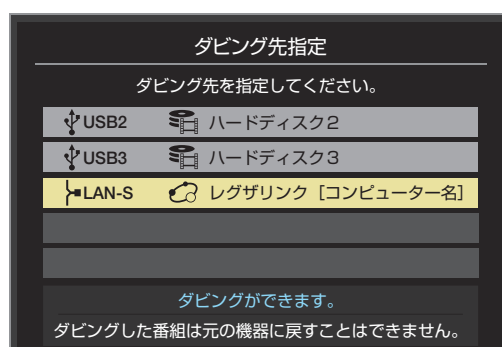 ダビング先指定
ダビング先を指定してください。
USB2 ハードディスク2
USB3 ハードディスク3
LAN-S レグザリンク［コンピューター名］
ダビングができます。
ダビングした番組は元の機器に戻すことはできません。